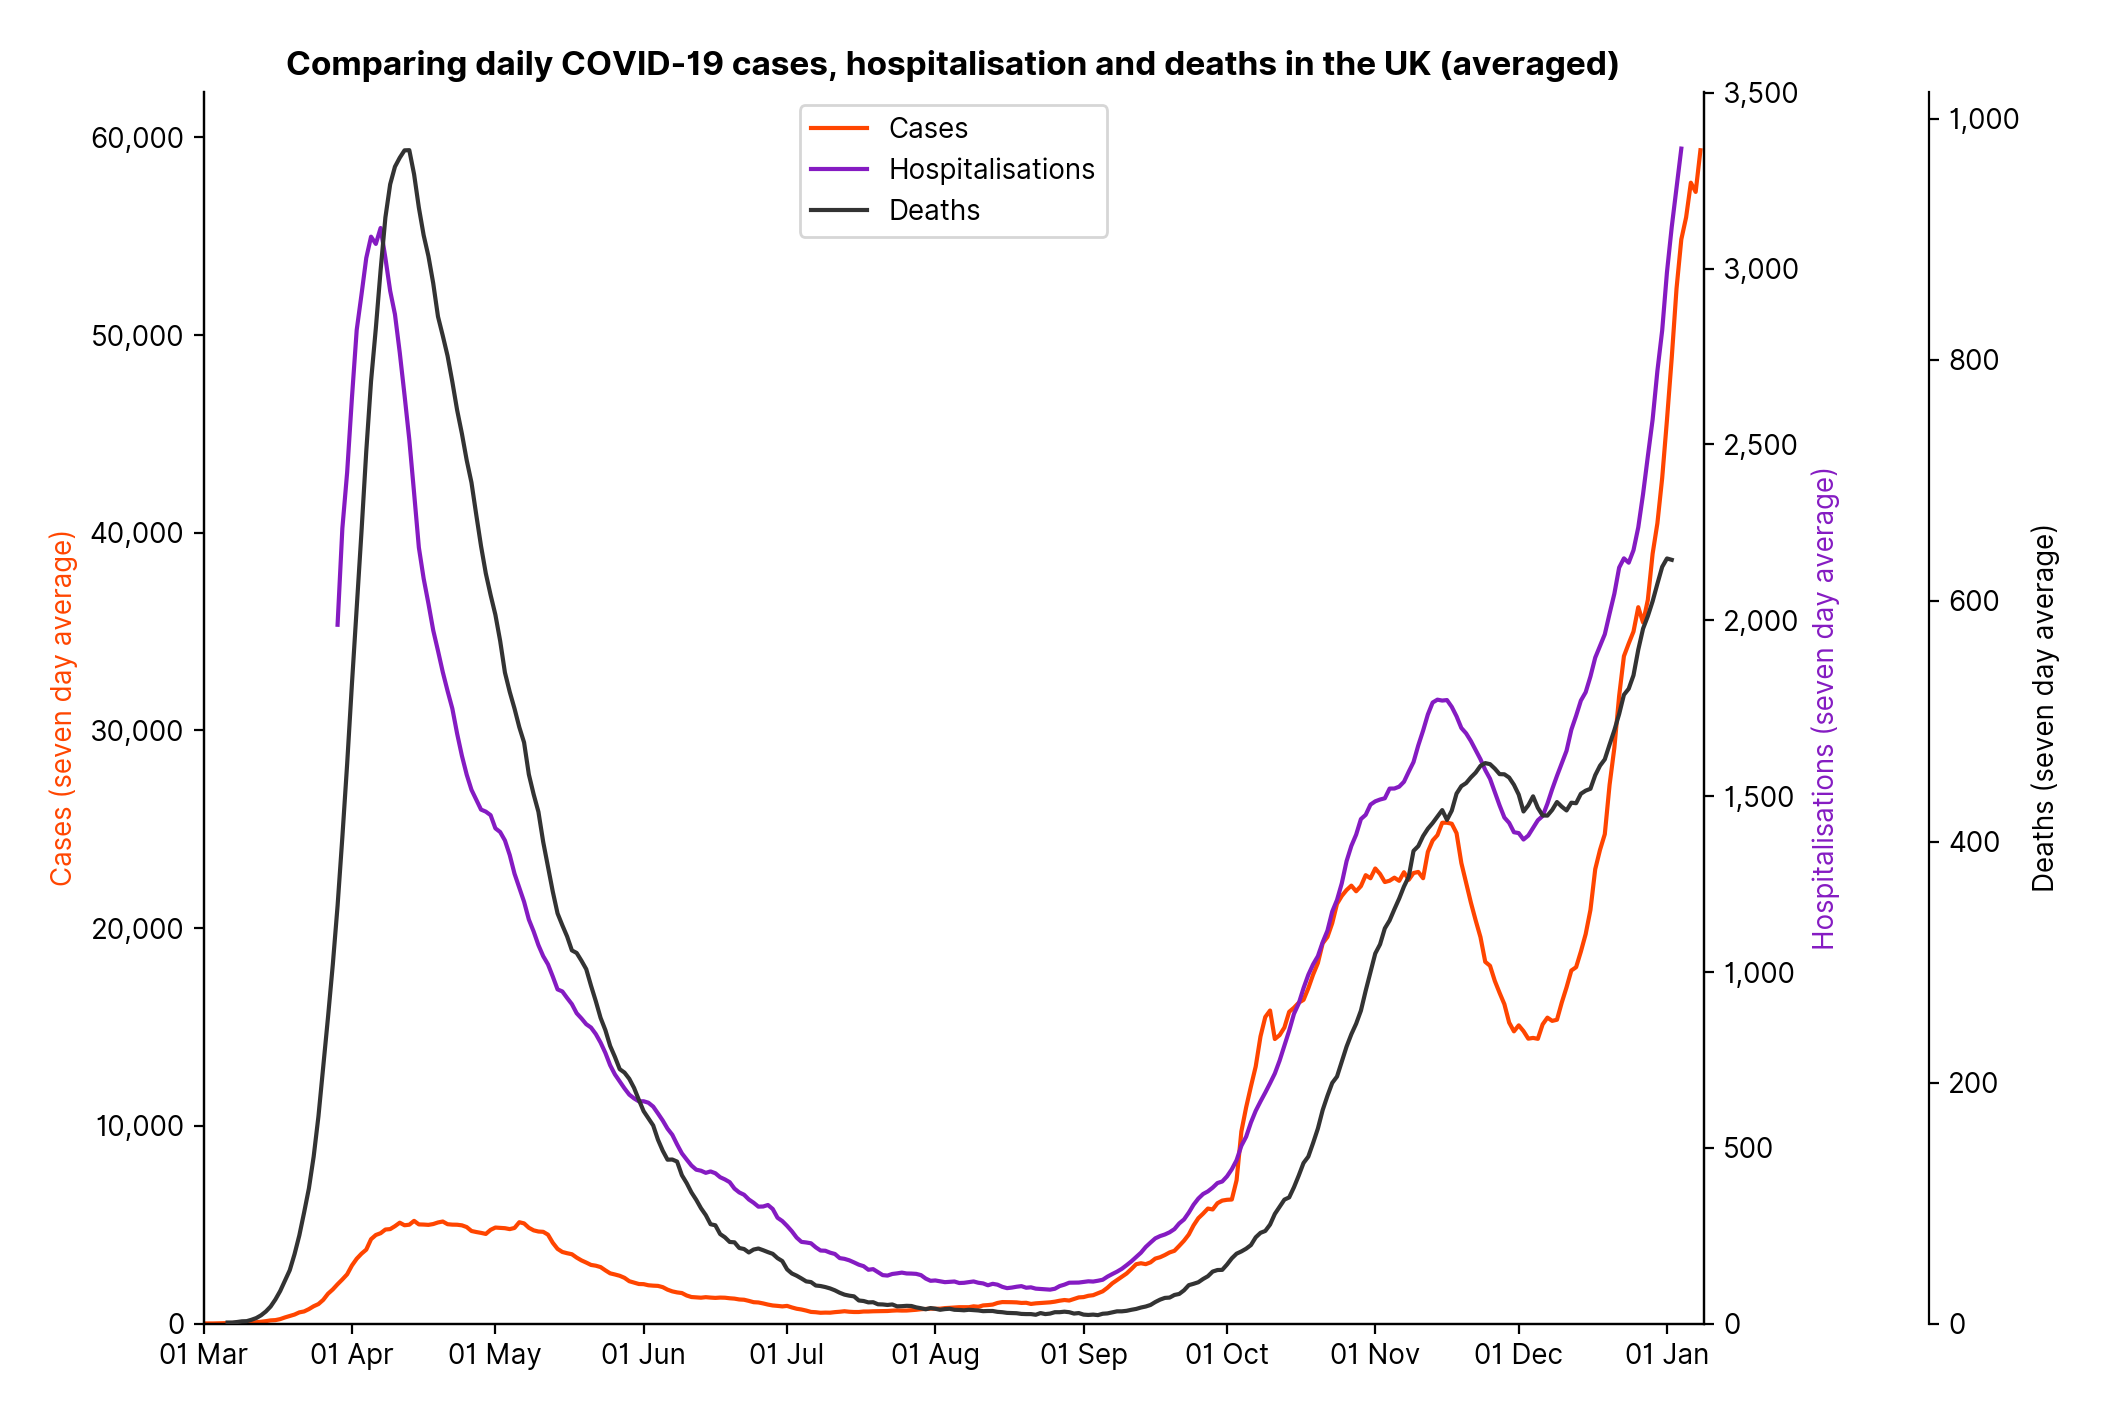 Comparing daily COVID-19 cases, hospitalisation and deaths in the UK (averaged)
Cases
Hospitalisations
Deaths
Cases (seven day average)
60,000
50,000
40,000
30,000
20,000
10,000
0
3,500
3,000
2,500
2,000
1,500
1,000
500
0
Hospitalisations (seven day average)
1,000
800
600
400
200
0
Deaths (seven day average)
01 Mar
01 Apr
01 May
01 Jun
01 Jul
01 Aug
01 Sep
01 Oct
01 Nov
01 Dec
01 Jan